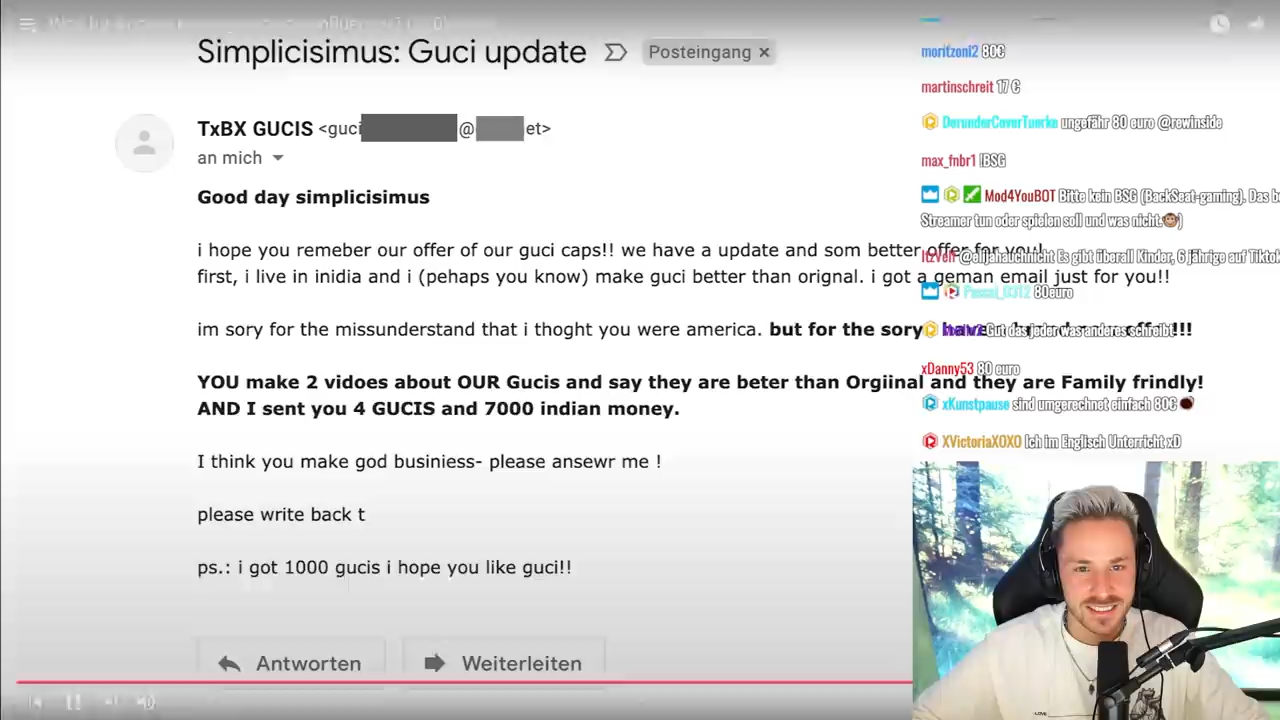 Simplicisimus: Guci update
Posteingang ×
TxBX GUCIS <guci @ et>
an mich
Good day simplicisimus
i hope you remeber our offer of our guci caps!! we have a update and som better offer for you!
first, i live in inidia and i (pehaps you know) make guci better than orignal. i got a geman email just for you!!
im sory for the missunderstand that i thoght you were america. but for the sory !!!
YOU make 2 vidoes about OUR Gucis and say they are beter than Orgiinal and they are Family frindly!
AND I sent you 4 GUCIS and 7000 indian money.
I think you make god businiess- please ansewr me !
please write back t
ps.: i got 1000 gucis i hope you like guci!!
Antworten
Weiterleiten
moritzoni2 80€
martinschreit 17 €
DerunderCoverTuerke ungefähr 80 euro @rewinside
max_fnbr1 !BSG
Mod4YouBOT Bitte kein BSG (BackSeat-gaming). Das b
Streamer tun oder spielen soll und was nicht. )
Es gibt überall Kinder, 6 jährige auf Tiktok
80euro
Gut das jeder was anderes schreibt
xDanny53 80 euro
xKunstpause sind umgerechnet einfach 80€
XVictoriaXOXO Ich im Englisch Unterricht xD